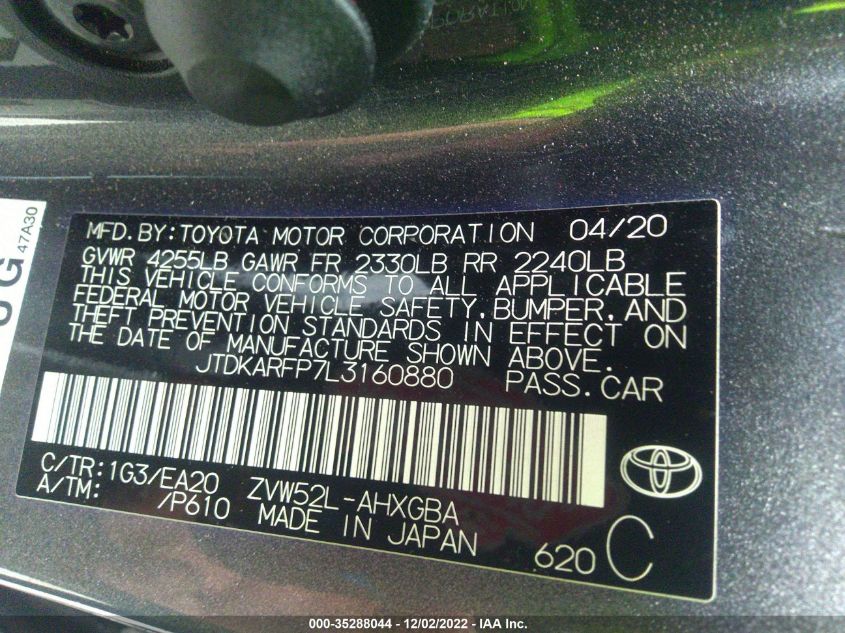 MFD. BY: TOYOTA MOTOR CORPORATION 04/20
GVWR 4255LB GAWR FR 2330LB RR 2240LB
THIS VEHICLE CONFORMS TO ALL APPLICABLE
FEDERAL MOTOR VEHICLE SAFETY, BUMPER, AND
THEFT PREVENTION STANDARDS IN EFFECT ON
THE DATE OF MANUFACTURE SHOWN ABOVE.
JTDKARFP7L3160880 PASS. CAR
C/TR: 1G3/EA20 ZVW52L-AHXGBA
A/TM: /P610 MADE IN JAPAN
620 C
47A30
000-35288044 - 12/02/2022 - IAA Inc.